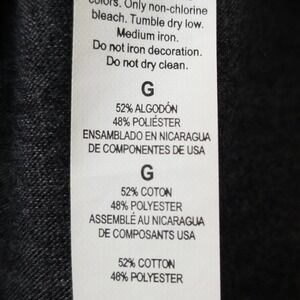 colors. Only non-chlorine
bleach. Tumble dry low.
Medium iron.
Do not iron decoration.
Do not dry clean.
G
52% ALGODÓN
48% POLIÉSTER
ENSAMBLADO EN NICARAGUA
DE COMPONENTES DE USA
G
52% COTON
48% POLYESTER
ASSEMBLÉ AU NICARAGUA
DE COMPOSANTS USA
52% COTTON
48% POLYESTER